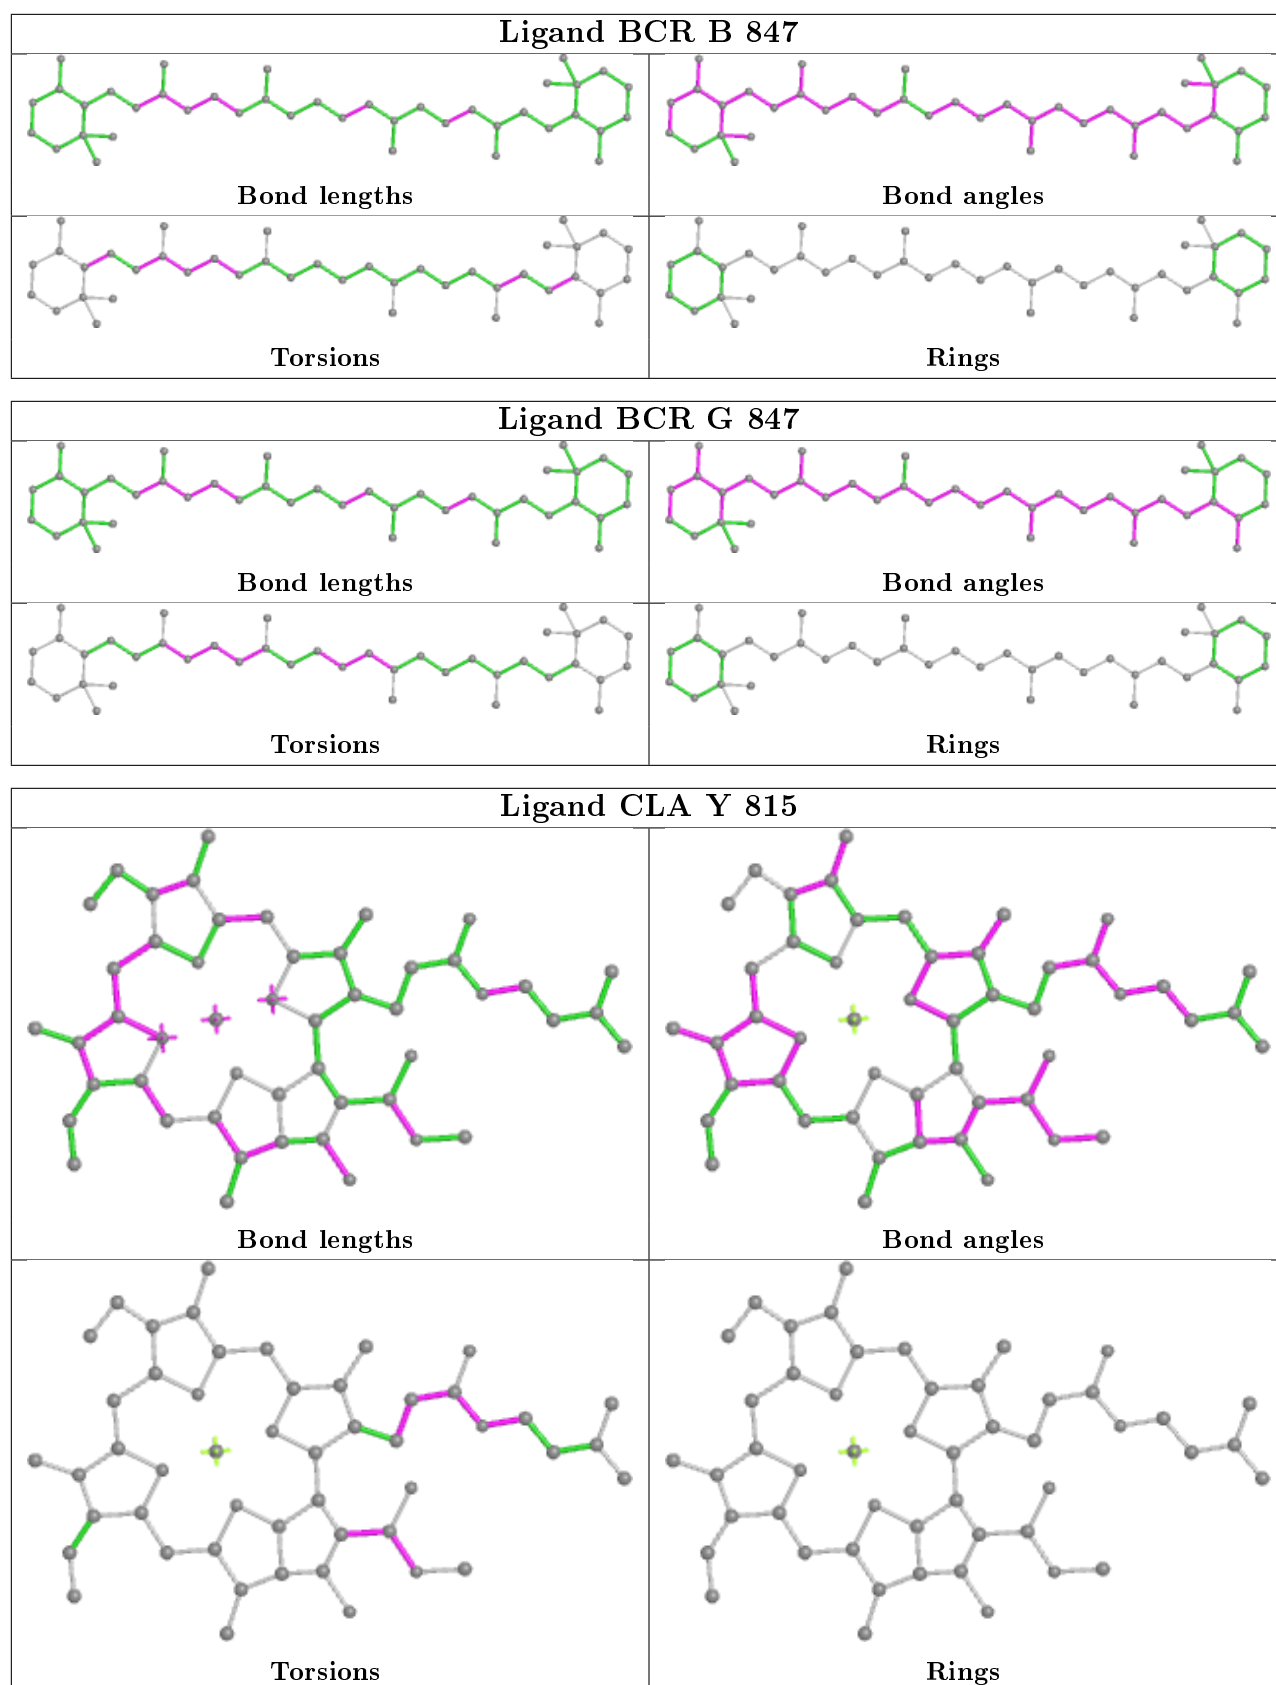 Ligand BCR B 847
Bond lengths
Bond angles
Torsions
Rings
Ligand BCR G 847
Bond lengths
Bond angles
Torsions
Rings
Ligand CLA Y 815
Bond lengths
Bond angles
Torsions
Rings